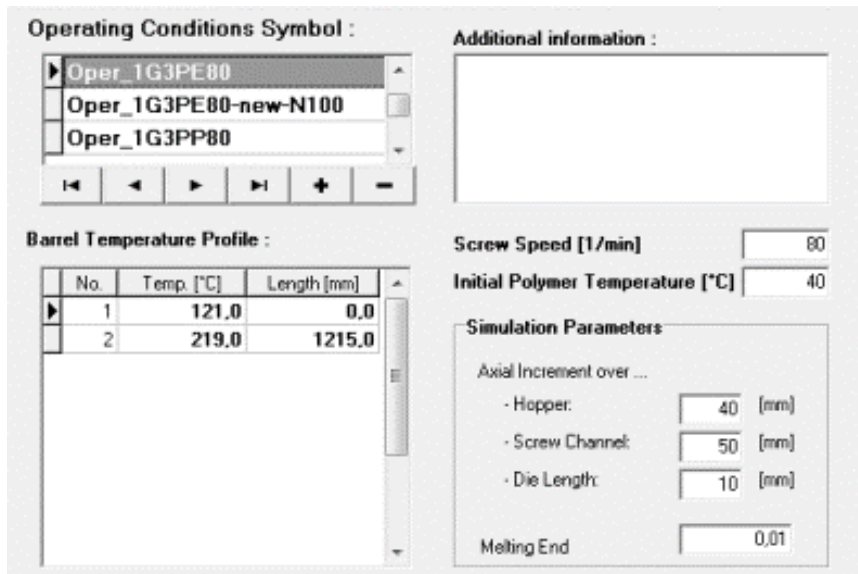 Operating Conditions Symbol :
Oper_1G3PE80
Oper_1G3PE80-new-N100
Oper_1G3PP80
Additional information :
Barrel Temperature Profile :
No. Temp. [°C] Length [mm]
1 121,0 0,0
2 219,0 1215,0
Screw Speed [1/min] 80
Initial Polymer Temperature [°C] 40
Simulation Parameters
Axial Increment over ...
- Hopper: 40 [mm]
- Screw Channel: 50 [mm]
- Die Length: 10 [mm]
Melting End 0,01